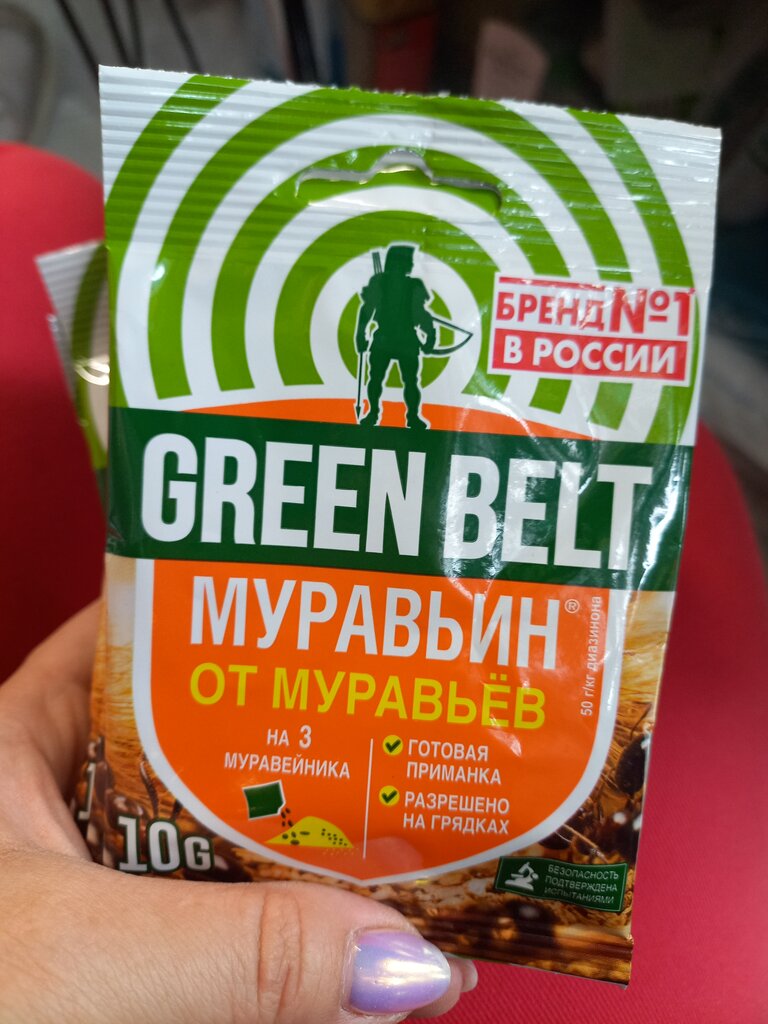 БРЕНД №1
В РОССИИ
GREEN BELT
МУРАВЬИН®
ОТ МУРАВЬЁВ
50 г/кг диазинона
НА 3
МУРАВЕЙНИКА
ГОТОВАЯ
ПРИМАНКА
РАЗРЕШЕНО
НА ГРЯДКАХ
10G
БЕЗОПАСНОСТЬ
ПОДТВЕРЖДЕНА
ИСПЫТАНИЯМИ